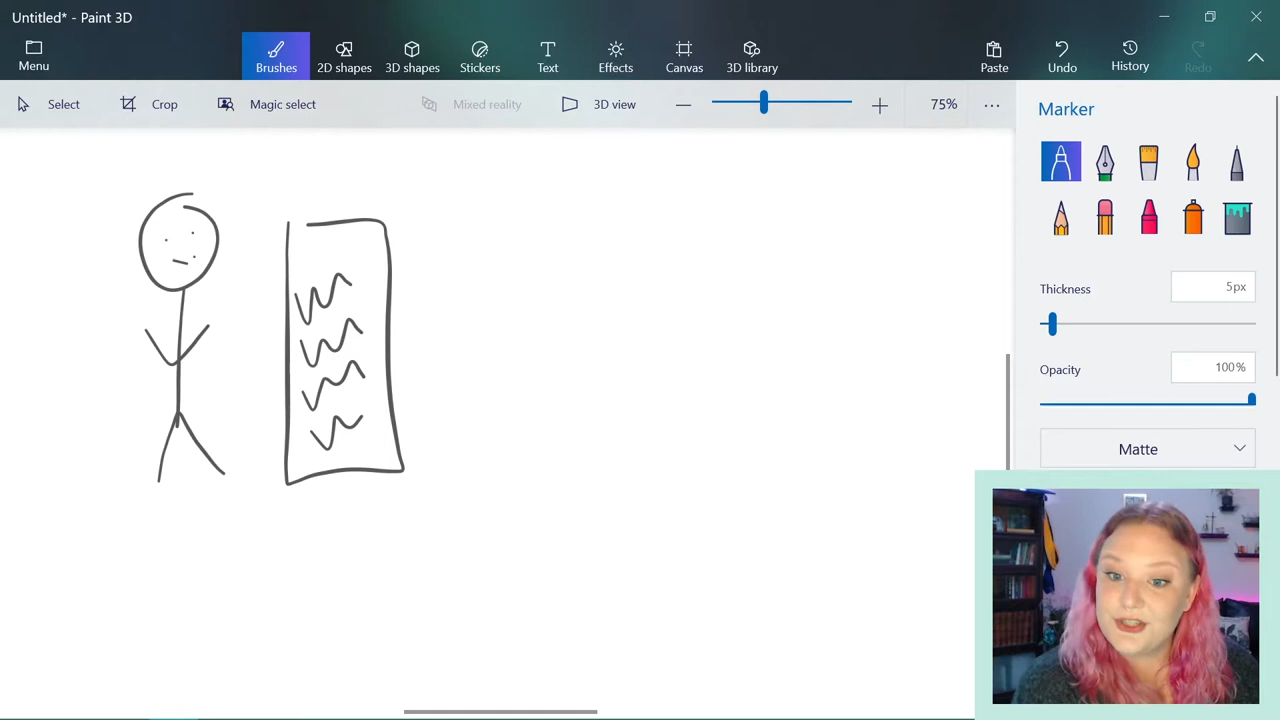 Untitled* - Paint 3D
Menu
Brushes
2D shapes
3D shapes
Stickers
Text
Effects
Canvas
3D library
Paste
Undo
History
Redo
Select
Crop
Magic select
Mixed reality
3D view
75%
Marker
Thickness
5px
Opacity
100%
Matte